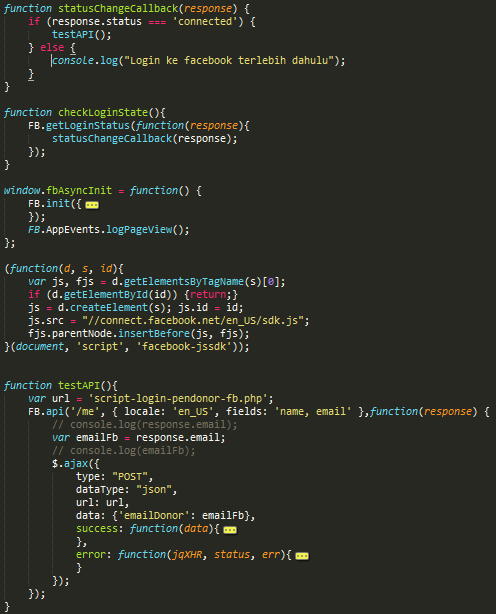 function statusChangeCallback(response) {
    if (response.status === 'connected') {
        testAPI();
    } else {
        console.log("Login ke facebook terlebih dahulu");
    }
}

function checkLoginState(){
    FB.getLoginStatus(function(response){
        statusChangeCallback(response);
    });
}

window.fbAsyncInit = function() {
    FB.init({
    });
    FB.AppEvents.logPageView();
};

(function(d, s, id){
    var js, fjs = d.getElementsByTagName(s)[0];
    if (d.getElementById(id)) {return;}
    js = d.createElement(s); js.id = id;
    js.src = "//connect.facebook.net/en_US/sdk.js";
    fjs.parentNode.insertBefore(js, fjs);
}(document, 'script', 'facebook-jssdk'));

function testAPI(){
    var url = 'script-login-pendonor-fb.php';
    FB.api('/me', { locale: 'en_US', fields: 'name, email' },function(response) {
        // console.log(response.email);
        var emailFb = response.email;
        // console.log(emailFb);
        $.ajax({
            type: "POST",
            dataType: "json",
            url: url,
            data: {'emailDonor': emailFb},
            success: function(data){
            },
            error: function(jqXHR, status, err){
            }
        });
    });
}